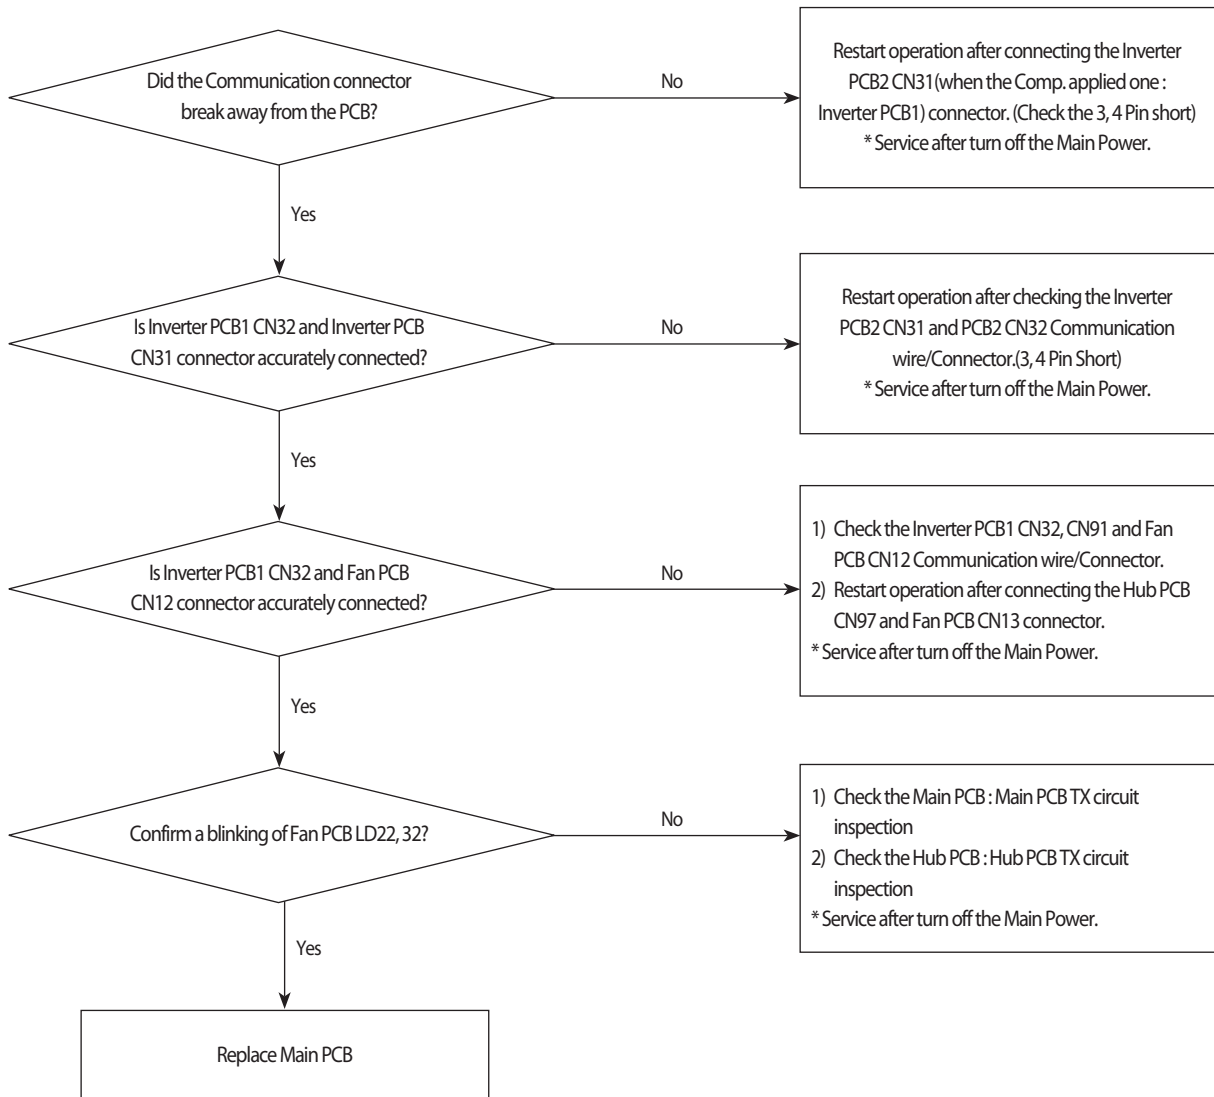 Did the Communication connector
break away from the PCB?
No
Restart operation after connecting the Inverter
PCB2 CN31(when the Comp. applied one :
Inverter PCB1) connector. (Check the 3, 4 Pin short)
* Service after turn off the Main Power.
Yes
Is Inverter PCB1 CN32 and Inverter PCB
CN31 connector accurately connected?
No
Restart operation after checking the Inverter
PCB2 CN31 and PCB2 CN32 Communication
wire/Connector.(3, 4 Pin Short)
* Service after turn off the Main Power.
Yes
Is Inverter PCB1 CN32 and Fan PCB
CN12 connector accurately connected?
No
1) Check the Inverter PCB1 CN32, CN91 and Fan
PCB CN12 Communication wire/Connector.
2) Restart operation after connecting the Hub PCB
CN97 and Fan PCB CN13 connector.
* Service after turn off the Main Power.
Yes
Confirm a blinking of Fan PCB LD22, 32?
No
1) Check the Main PCB : Main PCB TX circuit
inspection
2) Check the Hub PCB : Hub PCB TX circuit
inspection
* Service after turn off the Main Power.
Yes
Replace Main PCB